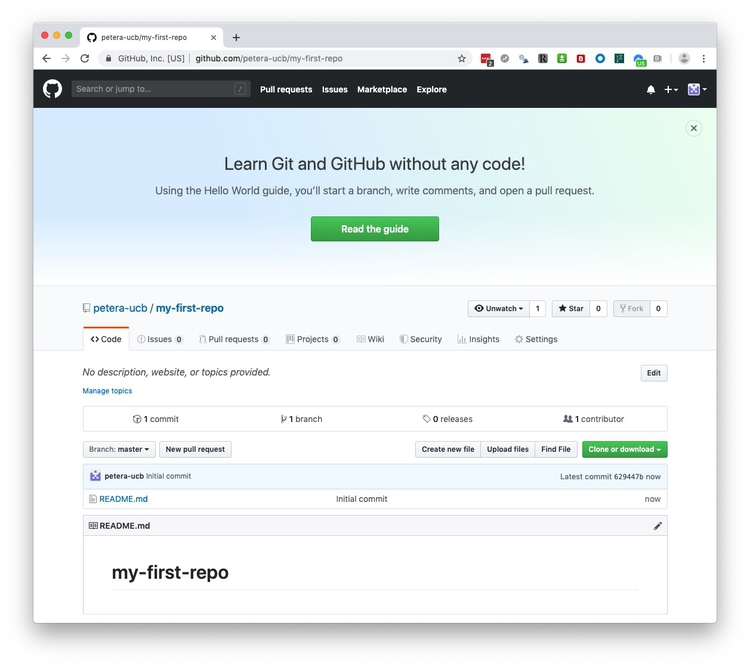 petera-ucb/my-first-repo
GitHub, Inc. [US] | github.com/petera-ucb/my-first-repo
Search or jump to... / Pull requests Issues Marketplace Explore
Learn Git and GitHub without any code!
Using the Hello World guide, you’ll start a branch, write comments, and open a pull request.
Read the guide
petera-ucb / my-first-repo Unwatch 1 Star 0 Fork 0
Code Issues 0 Pull requests 0 Projects 0 Wiki Security Insights Settings
No description, website, or topics provided. Edit
Manage topics
1 commit 1 branch 0 releases 1 contributor
Branch: master New pull request Create new file Upload files Find File Clone or download
petera-ucb Initial commit Latest commit 629447b now
README.md Initial commit now
README.md
my-first-repo